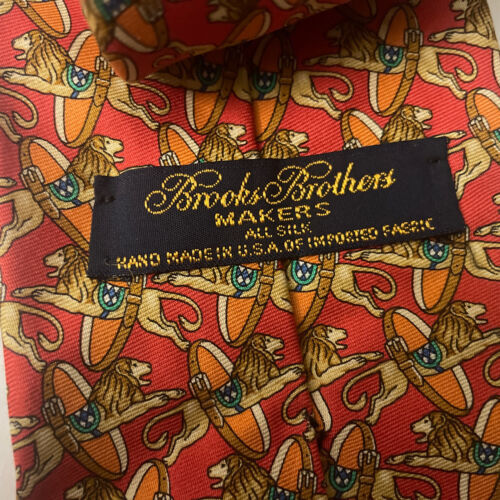 Brooks Brothers
MAKERS
ALL SILK
HAND MADE IN U.S.A. OF IMPORTED FABRIC